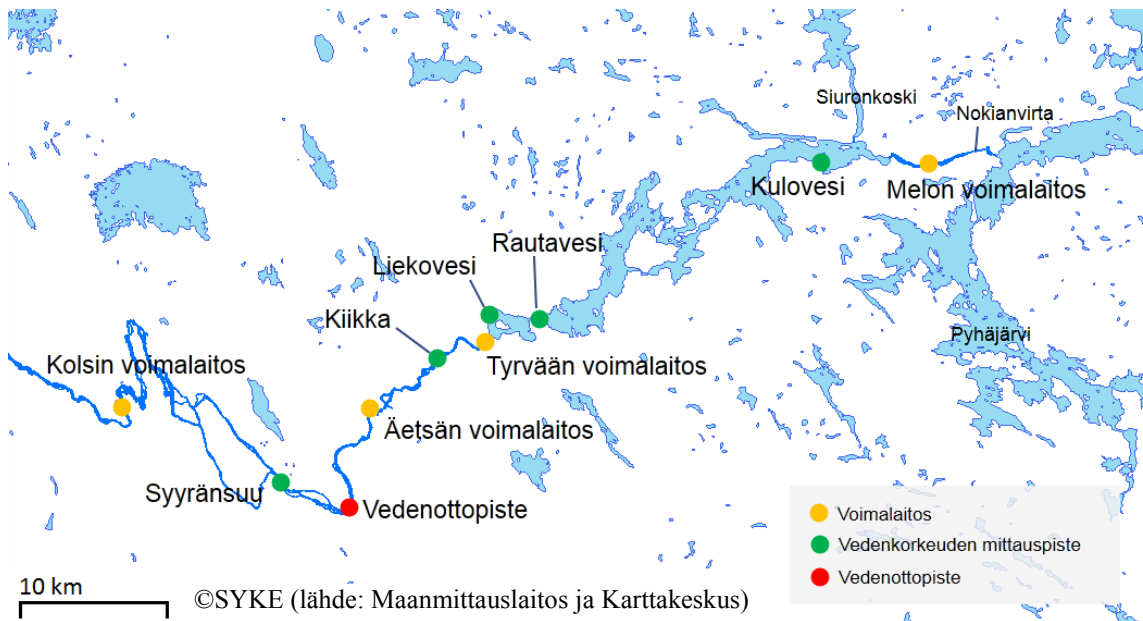 Siuronkoski
Nokianvirta
Kulovesi
Melon voimalaitos
Rautavesi
Liekovesi
Kiikka
Tyrvään voimalaitos
Pyhäjärvi
Kolsin voimalaitos
Äetsän voimalaitos
Syyränsuu
Vedenottopiste
Voimalaitos
Vedenkorkeuden mittauspiste
Vedenottopiste
10 km
©SYKE (lähde: Maanmittauslaitos ja Karttakeskus)